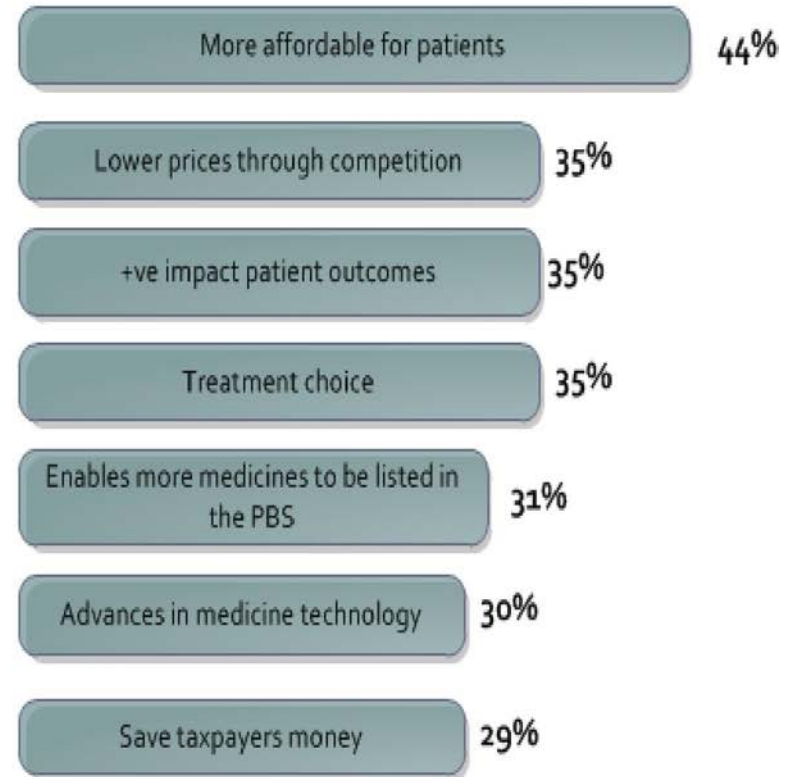 More affordable for patients 44%
Lower prices through competition 35%
+ve impact patient outcomes 35%
Treatment choice 35%
Enables more medicines to be listed in
the PBS 31%
Advances in medicine technology 30%
Save taxpayers money 29%